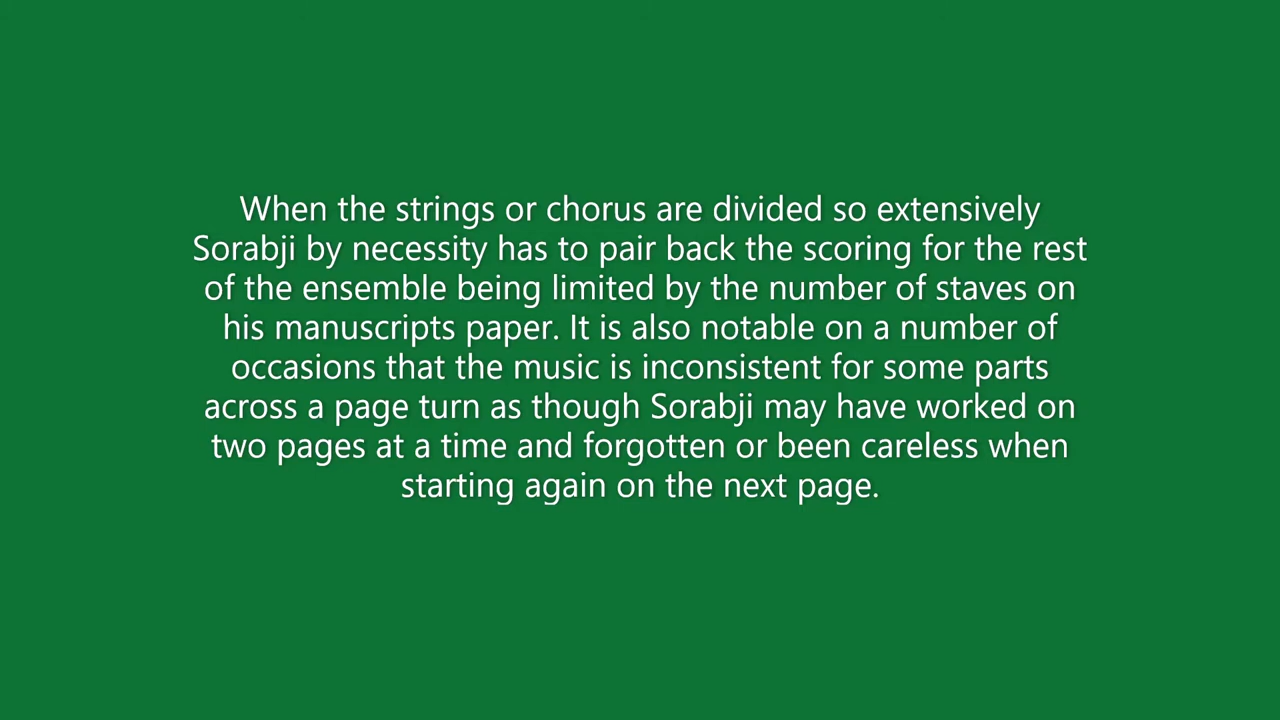 When the strings or chorus are divided so extensively
Sorabji by necessity has to pair back the scoring for the rest
of the ensemble being limited by the number of staves on
his manuscripts paper. It is also notable on a number of
occasions that the music is inconsistent for some parts
across a page turn as though Sorabji may have worked on
two pages at a time and forgotten or been careless when
starting again on the next page.